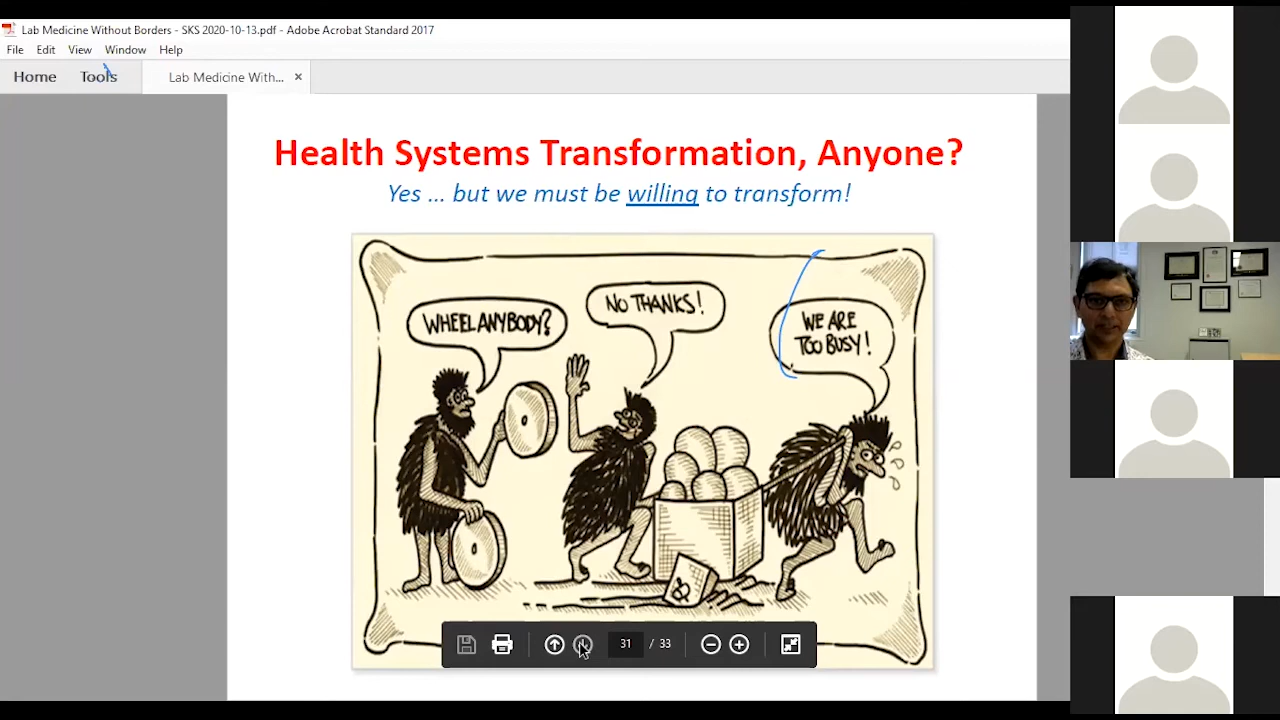 Lab Medicine Without Borders - SKS 2020-10-13.pdf - Adobe Acrobat Standard 2017
File Edit View Window Help
Home Tools Lab Medicine With... ×
Health Systems Transformation, Anyone?
Yes ... but we must be willing to transform!
WHEEL ANYBODY?
NO THANKS!
WE ARE
TOO BUSY!
31 / 33